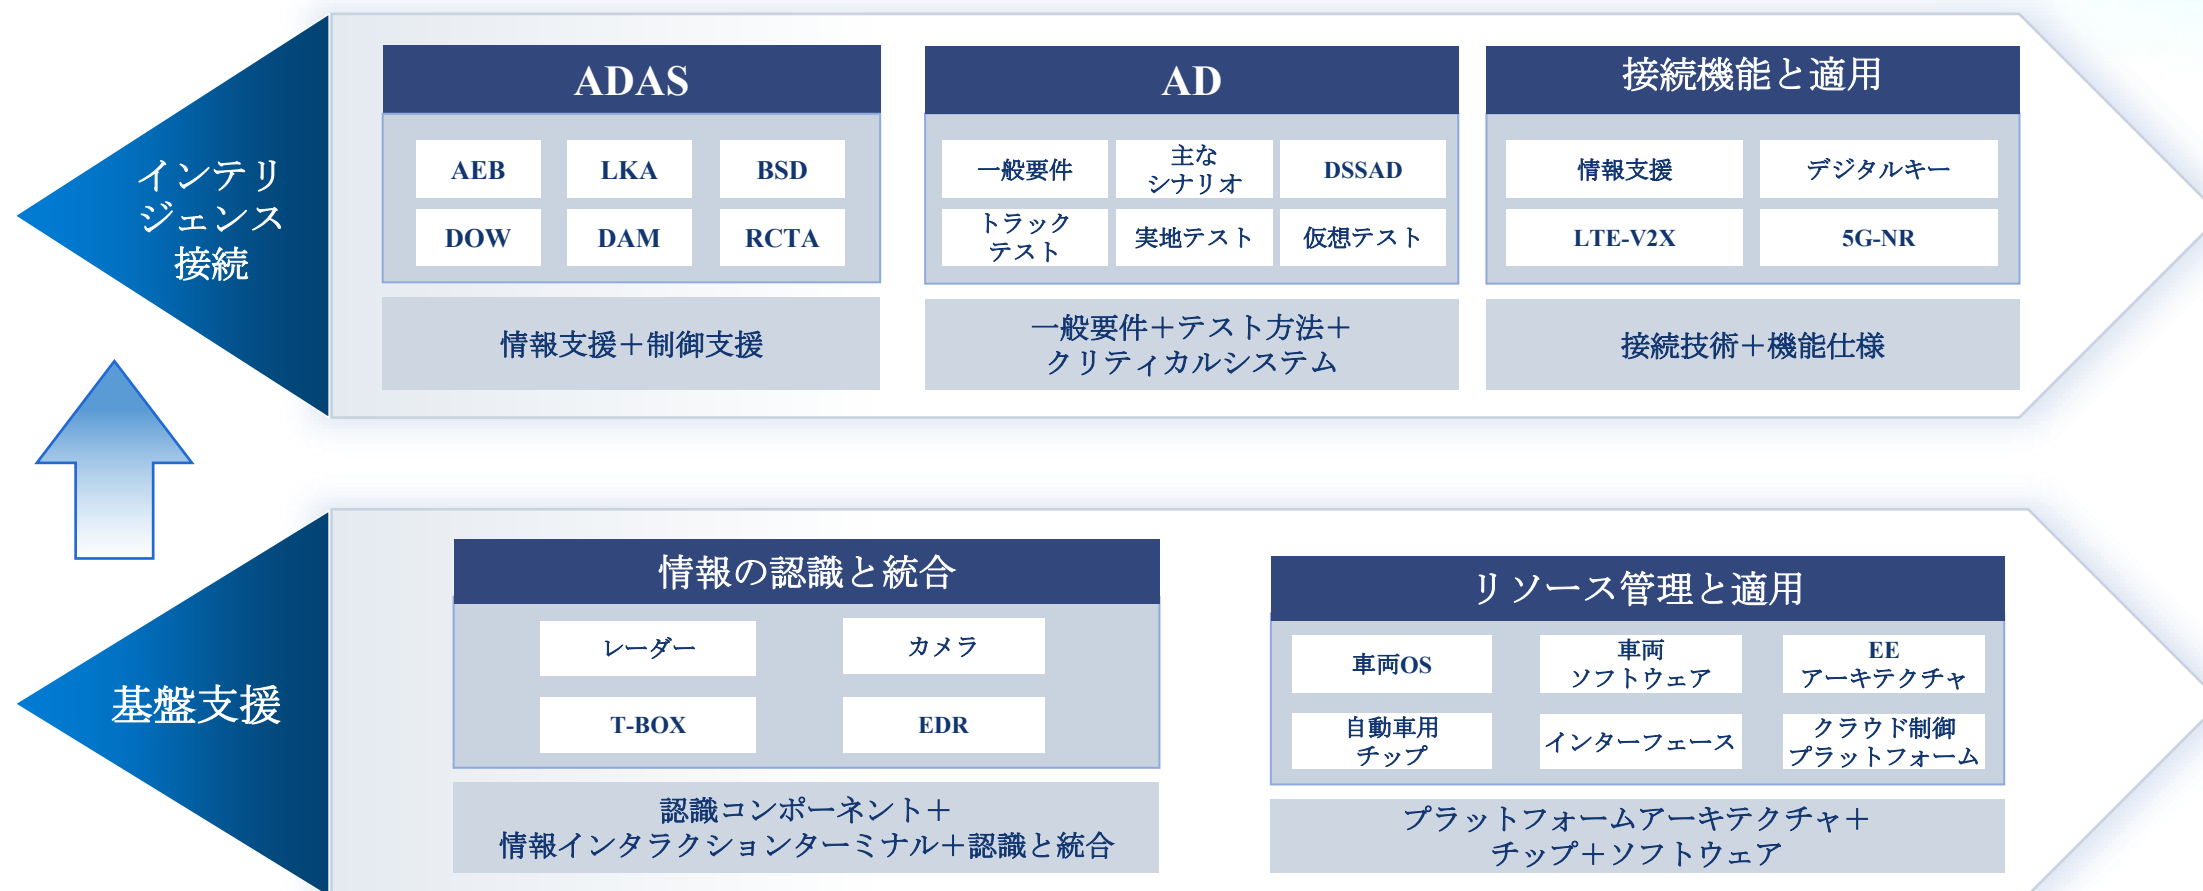 インテリ
ジェンス
接続
ADAS
AEB
LKA
BSD
DOW
DAM
RCTA
情報支援＋制御支援
AD
一般要件
主な
シナリオ
DSSAD
トラック
テスト
実地テスト
仮想テスト
一般要件＋テスト方法＋
クリティカルシステム
接続機能と適用
情報支援
デジタルキー
LTE-V2X
5G-NR
接続技術＋機能仕様
基盤支援
情報の認識と統合
レーダー
カメラ
T-BOX
EDR
認識コンポーネント＋
情報インタラクションターミナル＋認識と統合
リソース管理と適用
車両OS
車両
ソフトウェア
EE
アーキテクチャ
自動車用
チップ
インターフェース
クラウド制御
プラットフォーム
プラットフォームアーキテクチャ＋
チップ＋ソフトウェア